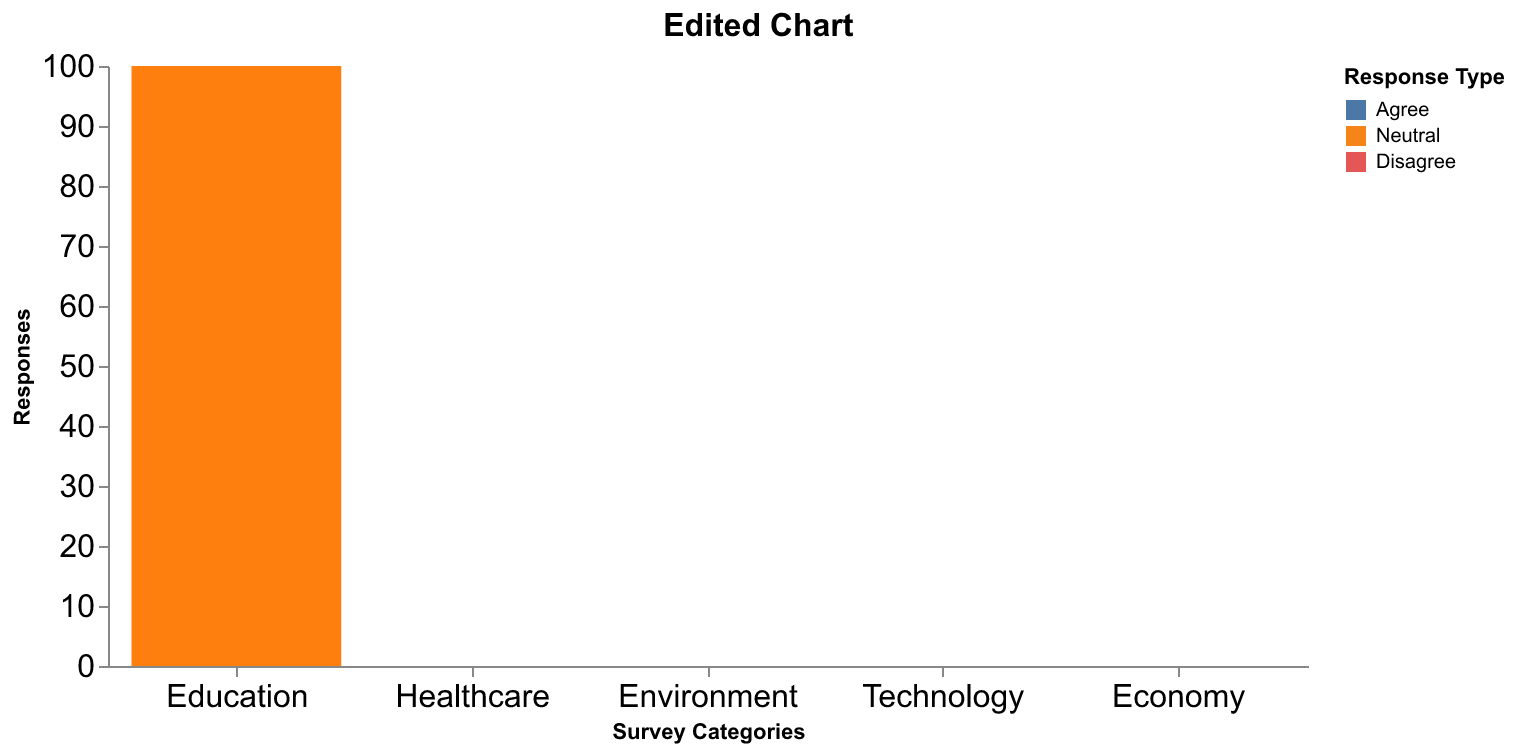 Edited Chart
Response Type
Agree
Neutral
Disagree
100
90
80
70
60
50
40
30
20
10
0
Responses
Education
Healthcare
Environment
Technology
Economy
Survey Categories